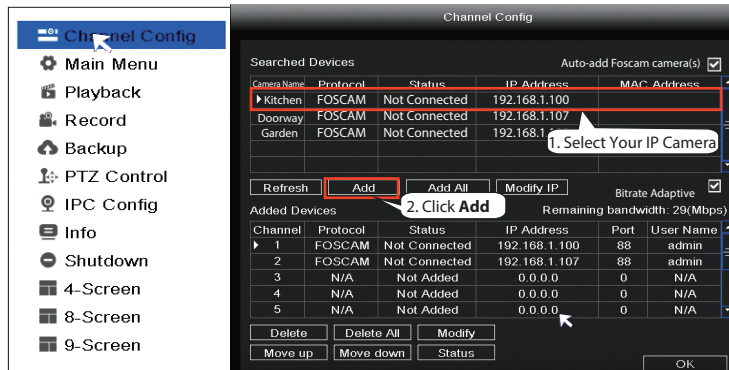 Channel Config
Main Menu
Playback
Record
Backup
PTZ Control
IPC Config
Info
Shutdown
4-Screen
8-Screen
9-Screen
Channel Config
Searched Devices Auto-add Foscam camera(s)
Camera Name Protocol Status IP Address MAC Address
Kitchen FOSCAM Not Connected 192.168.1.100
Doorway FOSCAM Not Connected 192.168.1.107
Garden FOSCAM Not Connected 192.168.1.
1. Select Your IP Camera
Refresh Add Add All Modify IP Bitrate Adaptive
2. Click Add
Added Devices Remaining bandwidth: 29(Mbps)
Channel Protocol Status IP Address Port User Name
1 FOSCAM Not Connected 192.168.1.100 88 admin
2 FOSCAM Not Connected 192.168.1.107 88 admin
3 N/A Not Added 0.0.0.0 0 N/A
4 N/A Not Added 0.0.0.0 0 N/A
5 N/A Not Added 0.0.0.0 0 N/A
Delete Delete All Modify
Move up Move down Status
OK